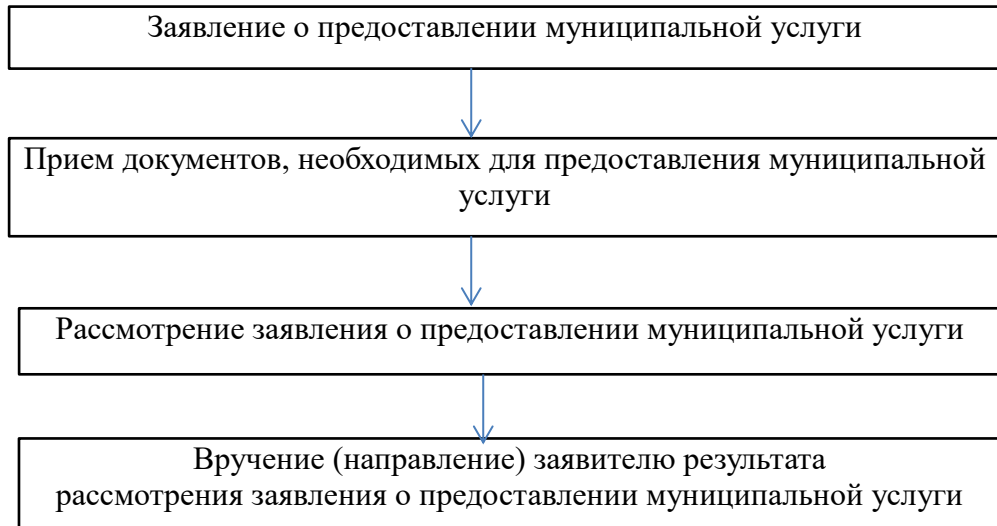 Заявление о предоставлении муниципальной услуги
Прием документов, необходимых для предоставления муниципальной
услуги
Рассмотрение заявления о предоставлении муниципальной услуги
Вручение (направление) заявителю результата
рассмотрения заявления о предоставлении муниципальной услуги